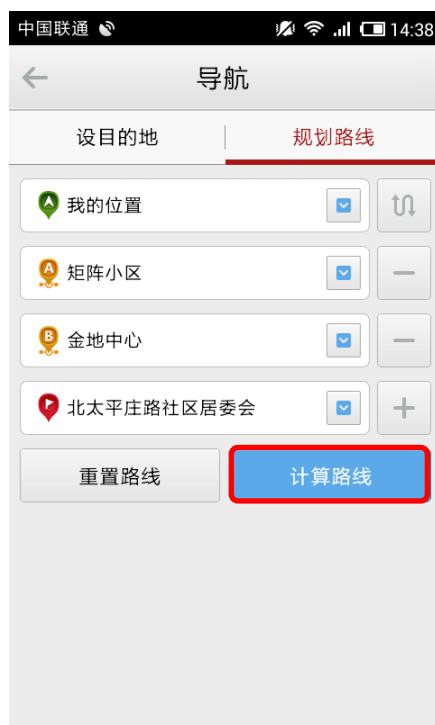 中国联通 14:38
导航
设目的地 规划路线
我的位置
A 矩阵小区
B 金地中心
北太平庄路社区居委会
重置路线 计算路线